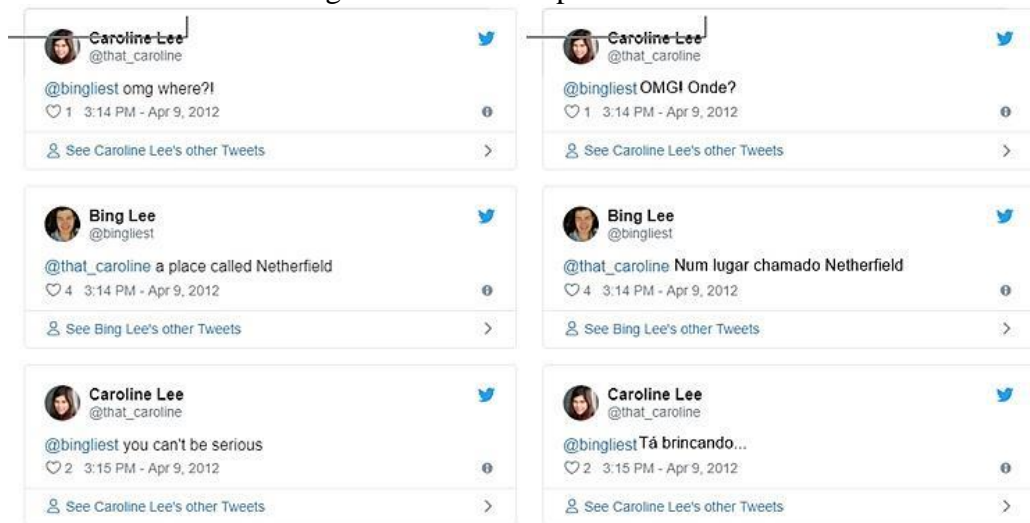 Caroline Lee
@that_caroline
@bingliest omg where?!
1 3:14 PM - Apr 9, 2012
See Caroline Lee's other Tweets
Bing Lee
@bingliest
@that_caroline a place called Netherfield
4 3:14 PM - Apr 9, 2012
See Bing Lee's other Tweets
Caroline Lee
@that_caroline
@bingliest you can't be serious
2 3:15 PM - Apr 9, 2012
See Caroline Lee's other Tweets
Caroline Lee
@that_caroline
@bingliest OMG! Onde?
1 3:14 PM - Apr 9, 2012
See Caroline Lee's other Tweets
Bing Lee
@bingliest
@that_caroline Num lugar chamado Netherfield
4 3:14 PM - Apr 9, 2012
See Bing Lee's other Tweets
Caroline Lee
@that_caroline
@bingliest Tá brincando...
2 3:15 PM - Apr 9, 2012
See Caroline Lee's other Tweets